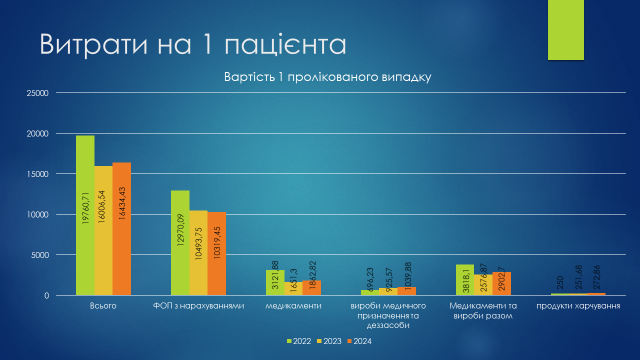 Витрати на 1 пацієнта
Вартість 1 пролікованого випадку
25000
20000
15000
10000
5000
0
19760,71
16006,54
16434,43
12970,09
10493,75
10319,45
3121,88
1651,3
1862,82
696,23
925,57
1039,88
3818,1
2576,87
2902,7
250
251,48
272,86
Всього
ФОП з нарахуваннями
медикаменти
вироби медичного
призначення та
деззасоби
Медикаменти та
вироби разом
продукти харчування
2022 2023 2024